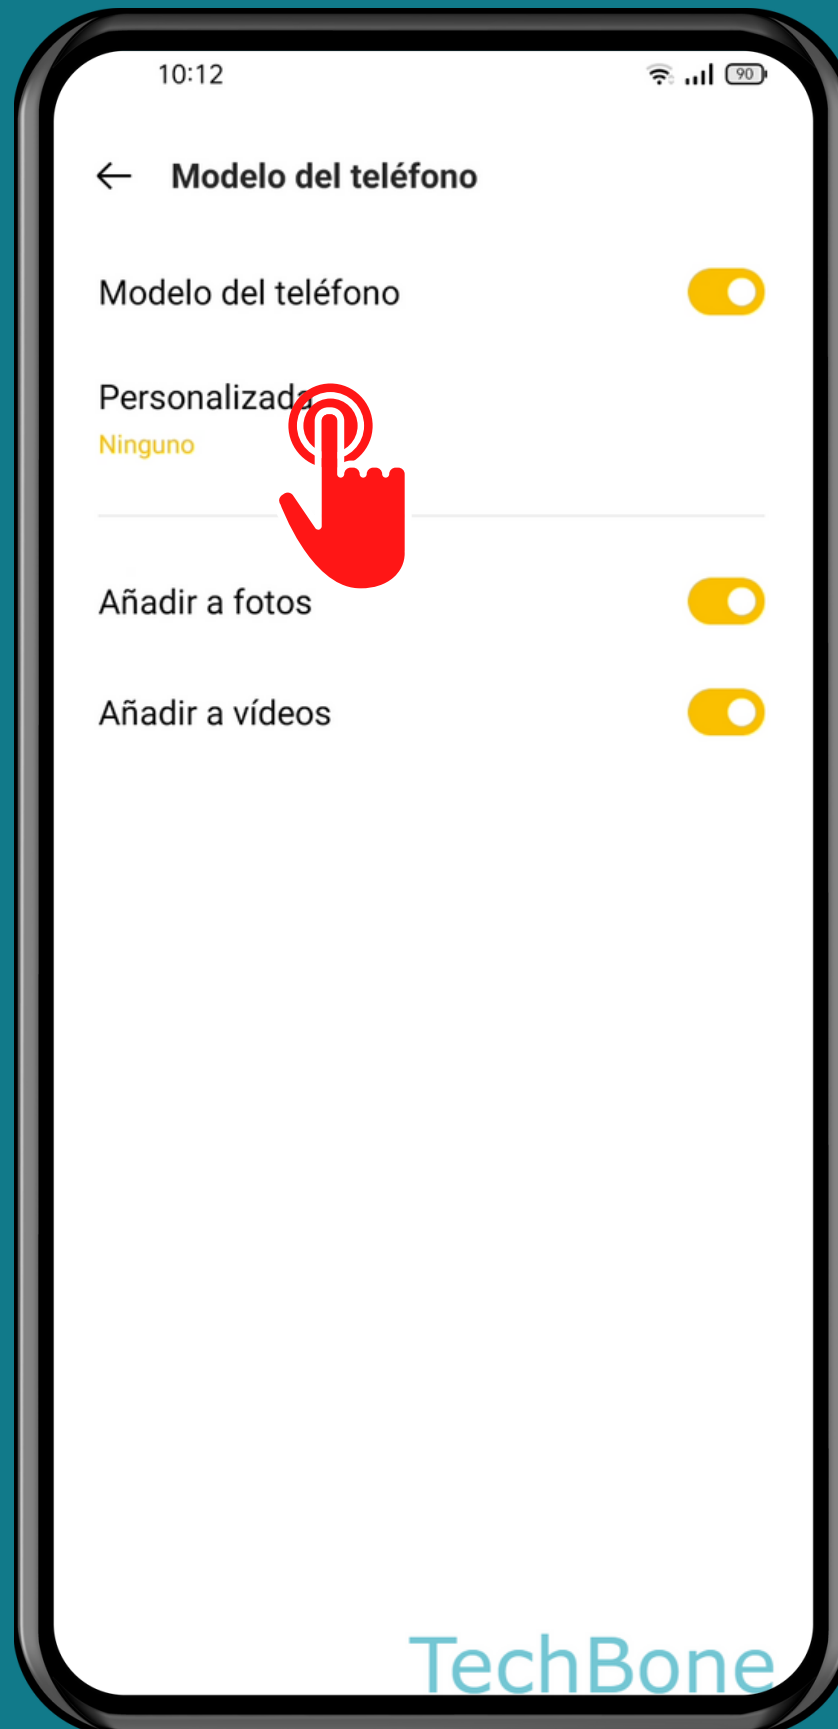 10:12
90
Modelo del teléfono
Modelo del teléfono
Personalizada
Ninguno
Añadir a fotos
Añadir a vídeos
TechBone